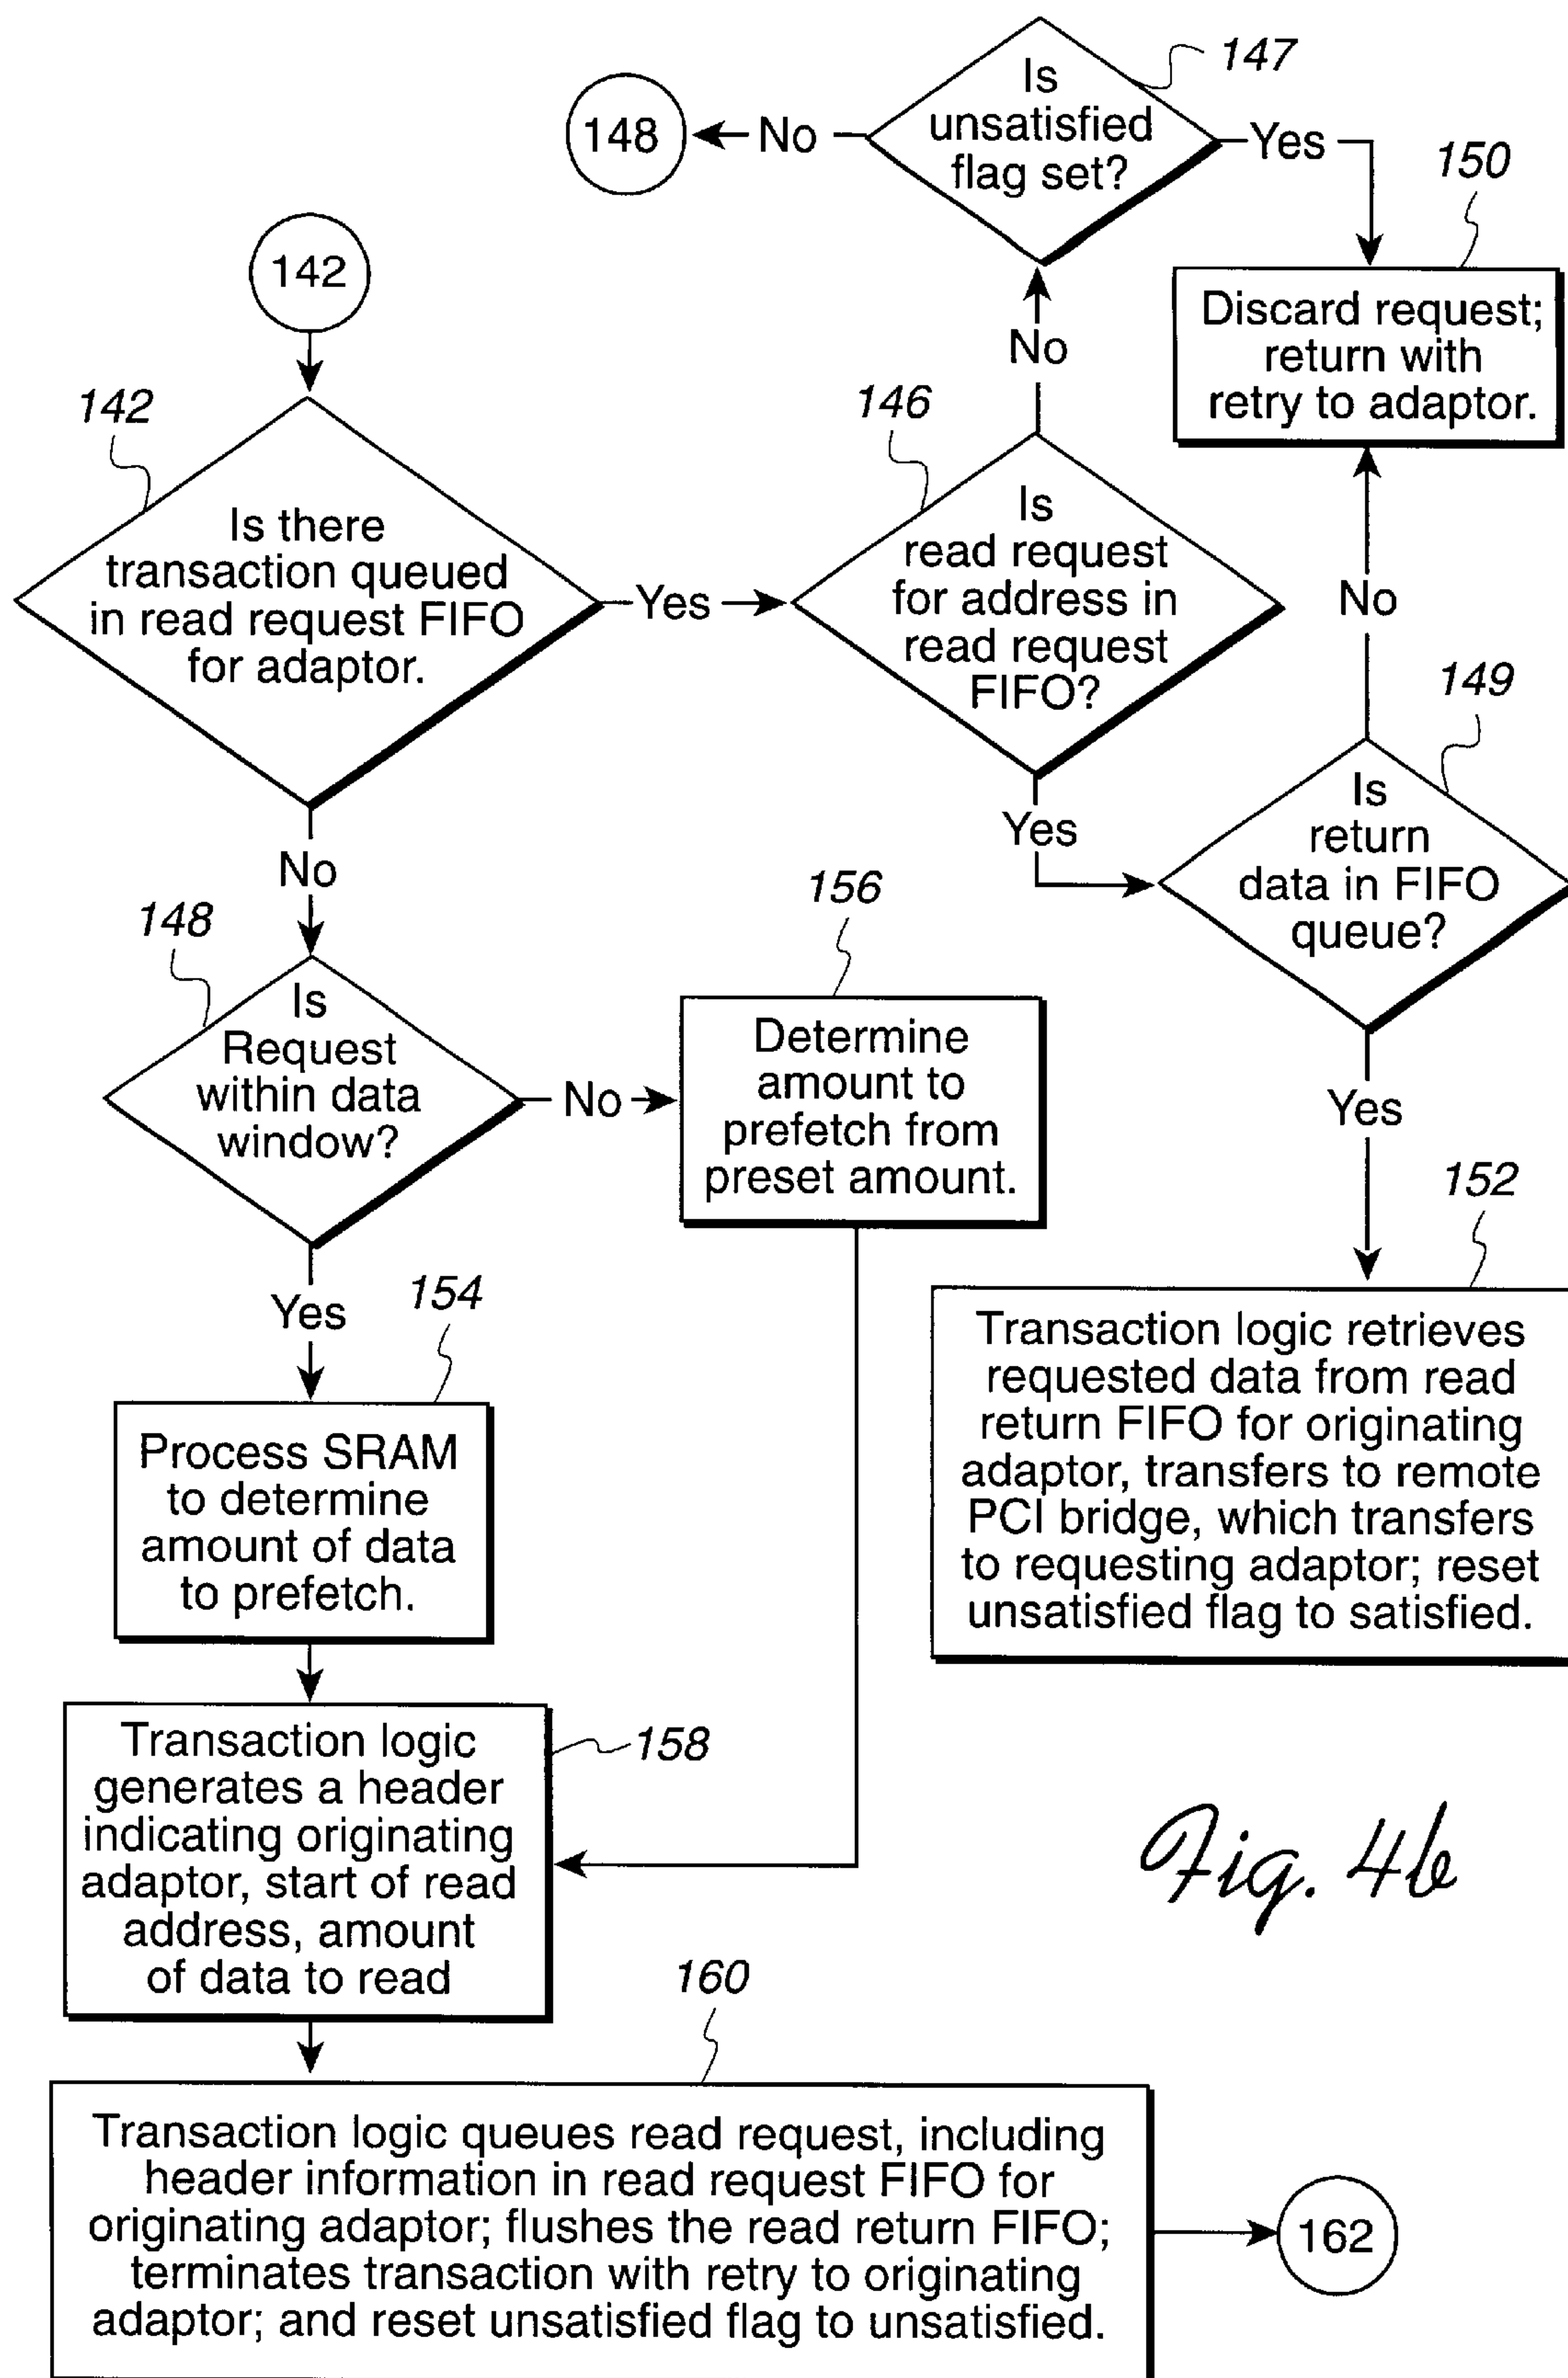 147
Is
unsatisfied
flag set?
148
No
Yes
150
142
Discard request;
return with
retry to adaptor.
No
142
146
Is there
transaction queued
in read request FIFO
for adaptor.
Yes
Is
read request
for address in
read request
FIFO?
No
149
Is
return
data in FIFO
queue?
Yes
No
148
156
Is
Request
within data
window?
No
Determine
amount to
prefetch from
preset amount.
Yes
152
Yes
154
Transaction logic retrieves
requested data from read
return FIFO for originating
adaptor, transfers to remote
PCI bridge, which transfers
to requesting adaptor; reset
unsatisfied flag to satisfied.
Process SRAM
to determine
amount of data
to prefetch.
Transaction logic
generates a header
indicating originating
adaptor, start of read
address, amount
of data to read
158
Fig. 4b
160
Transaction logic queues read request, including
header information in read request FIFO for
originating adaptor; flushes the read return FIFO;
terminates transaction with retry to originating
adaptor; and reset unsatisfied flag to unsatisfied.
162